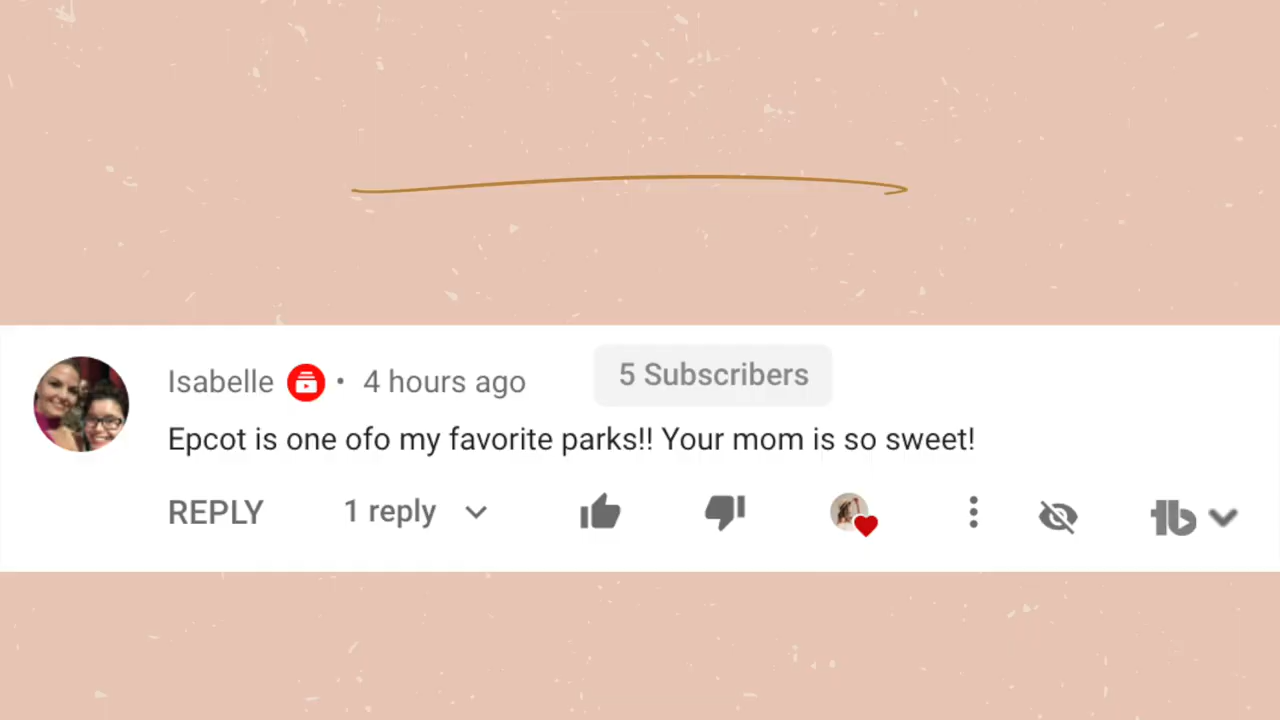 Isabelle • 4 hours ago 5 Subscribers
Epcot is one ofo my favorite parks!! Your mom is so sweet!
REPLY 1 reply